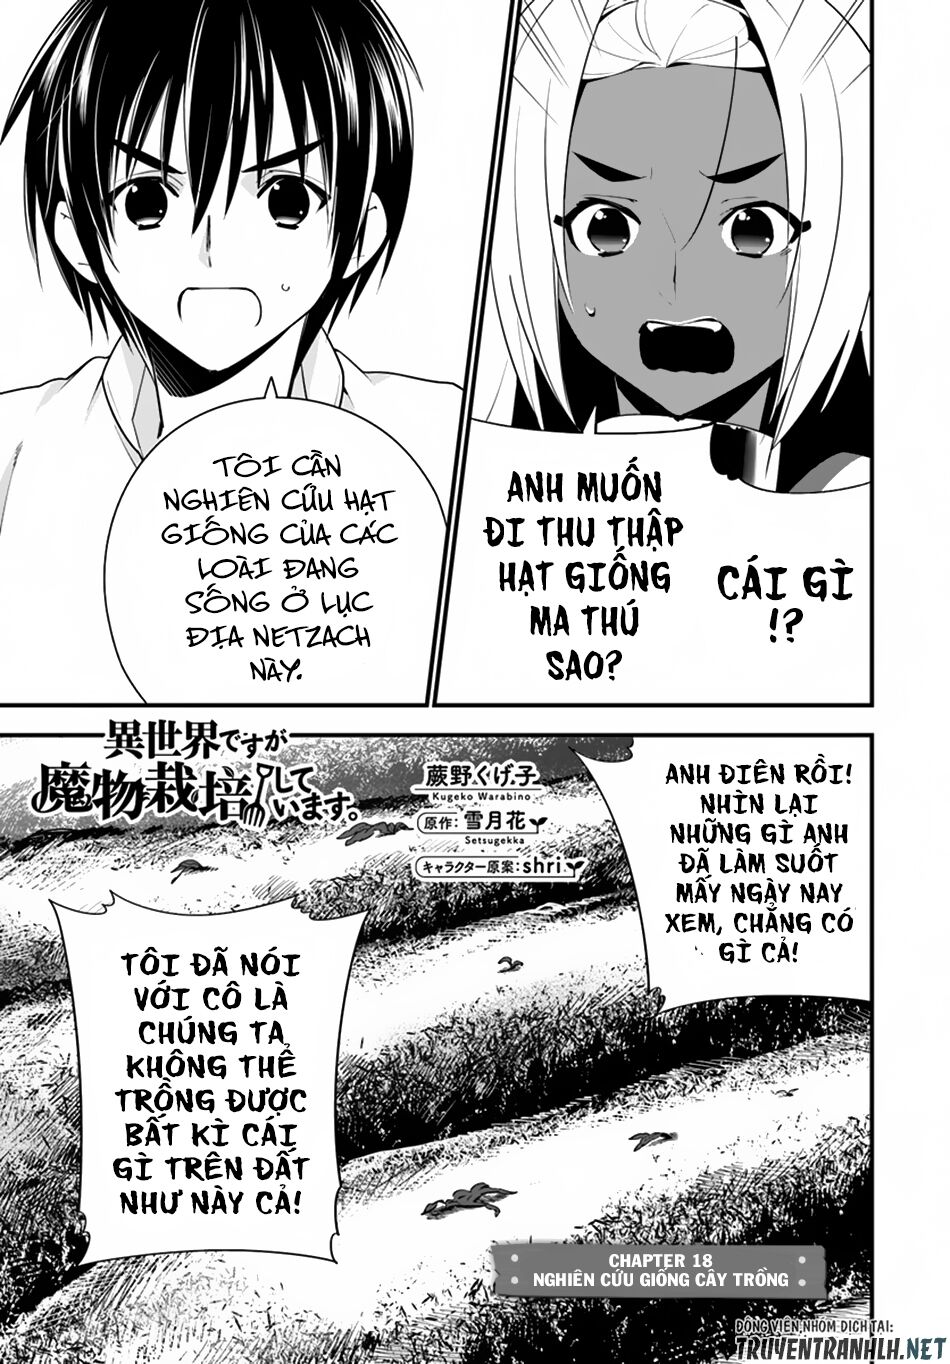 CÁI GÌ
!?
ANH MUỐN
ĐI THU THẬP
HẠT GIỐNG
MA THÚ
SAO?
TÔI CẦN
NGHIÊN CỨU HẠT
GIỐNG CỦA CÁC
LOÀI ĐANG
SỐNG Ở LỤC
ĐỊA NETZACH
NÀY.
異世界ですが
魔物栽培しています。
蕨野くげ子
Kugeko Warabino
原作:雪月花
Setsugekka
キャラクター原案:shri
ANH ĐIÊN RỒI!
NHÌN LẠI
NHỮNG GÌ ANH
ĐÃ LÀM SUỐT
MẤY NGÀY NAY
XEM, CHẲNG CÓ
GÌ CẢ!
TÔI ĐÃ NÓI
VỚI CÔ LÀ
CHÚNG TA
KHÔNG THỂ
TRỒNG ĐƯỢC
BẤT KÌ CÁI
GÌ TRÊN ĐẤT
NHƯ NÀY CẢ!
CHAPTER 18
NGHIÊN CỨU GIỐNG CÂY TRỒNG
ĐỘNG VIÊN NHÓM DỊCH TẠI:
TRUYENTRANHLH.NET